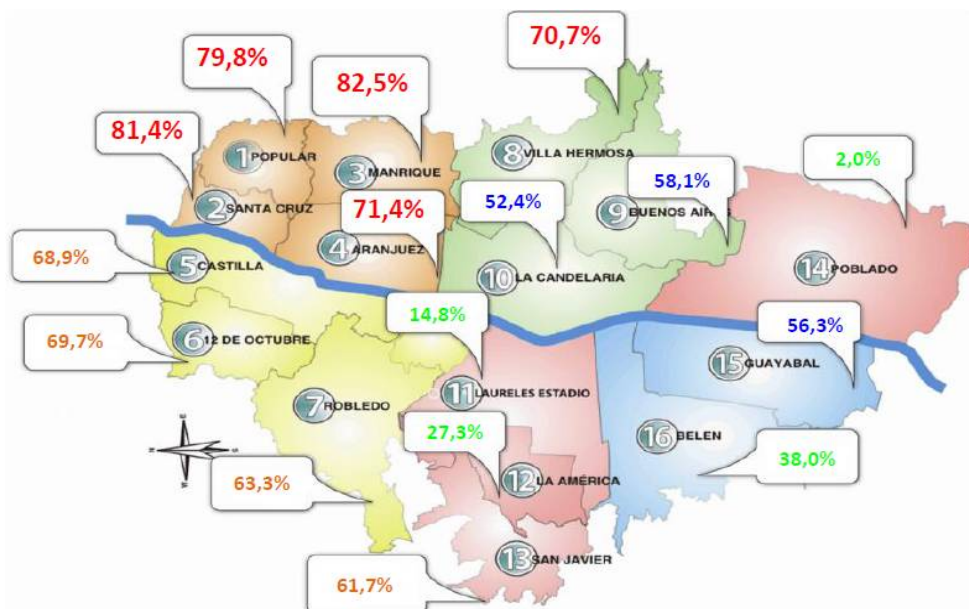 70,7%
79,8%
82,5%
81,4%
1 POPULAR
8 VILLA HERMOSA
3 MANRIQUE
2,0%
2 SANTA CRUZ
71,4%
52,4%
58,1%
9 BUENOS AIRES
4 ARANJUEZ
68,9%
5 CASTILLA
10 LA CANDELARIA
14 POBLADO
14,8%
56,3%
69,7%
6 12 DE OCTUBRE
15 GUAYABAL
11 LAURELES ESTADIO
7 ROBLEDO
27,3%
16 BELEN
38,0%
N
E
S
W
63,3%
12 LA AMÉRICA
13 SAN JAVIER
61,7%